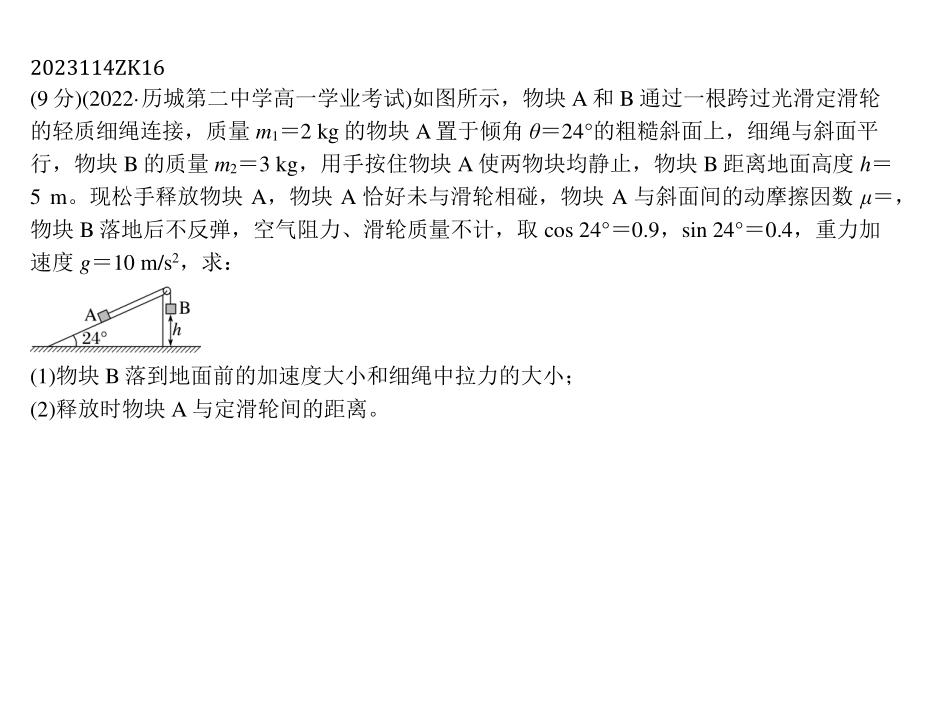 2023114ZK16
(9 分)(2022·历城第二中学高一学业考试)如图所示，物块 A 和 B 通过一根跨过光滑定滑轮
的轻质细绳连接，质量 m₁＝2 kg 的物块 A 置于倾角 θ＝24°的粗糙斜面上，细绳与斜面平
行，物块 B 的质量 m₂＝3 kg，用手按住物块 A 使两物块均静止，物块 B 距离地面高度 h＝
5 m。现松手释放物块 A，物块 A 恰好未与滑轮相碰，物块 A 与斜面间的动摩擦因数 μ＝，
物块 B 落地后不反弹，空气阻力、滑轮质量不计，取 cos 24°＝0.9，sin 24°＝0.4，重力加
速度 g＝10 m/s²，求：
A B
h
24°
(1)物块 B 落到地面前的加速度大小和细绳中拉力的大小；
(2)释放时物块 A 与定滑轮间的距离。